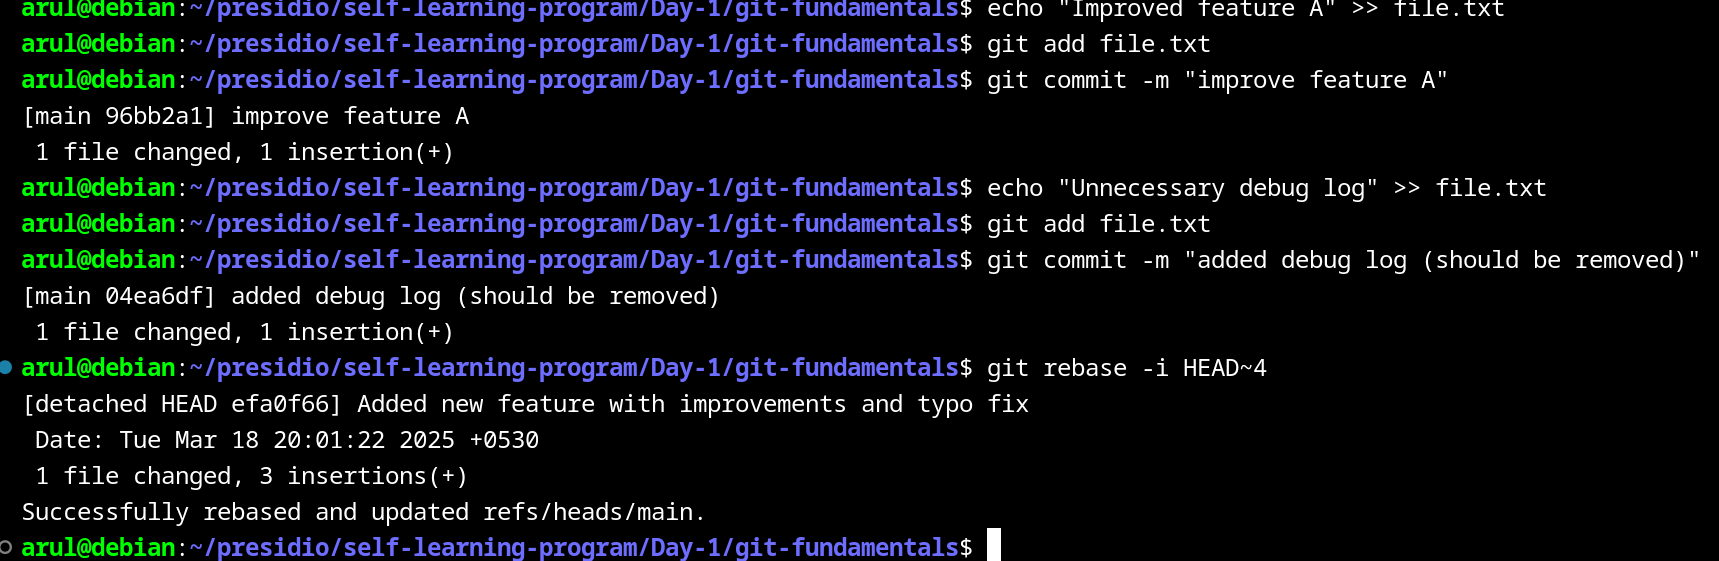 arul@debian:~/presidio/self-learning-program/Day-1/git-fundamentals$ echo "Improved feature A" >> file.txt
arul@debian:~/presidio/self-learning-program/Day-1/git-fundamentals$ git add file.txt
arul@debian:~/presidio/self-learning-program/Day-1/git-fundamentals$ git commit -m "improve feature A"
[main 96bb2a1] improve feature A
 1 file changed, 1 insertion(+)
arul@debian:~/presidio/self-learning-program/Day-1/git-fundamentals$ echo "Unnecessary debug log" >> file.txt
arul@debian:~/presidio/self-learning-program/Day-1/git-fundamentals$ git add file.txt
arul@debian:~/presidio/self-learning-program/Day-1/git-fundamentals$ git commit -m "added debug log (should be removed)"
[main 04ea6df] added debug log (should be removed)
 1 file changed, 1 insertion(+)
arul@debian:~/presidio/self-learning-program/Day-1/git-fundamentals$ git rebase -i HEAD~4
[detached HEAD efa0f66] Added new feature with improvements and typo fix
 Date: Tue Mar 18 20:01:22 2025 +0530
 1 file changed, 3 insertions(+)
Successfully rebased and updated refs/heads/main.
arul@debian:~/presidio/self-learning-program/Day-1/git-fundamentals$